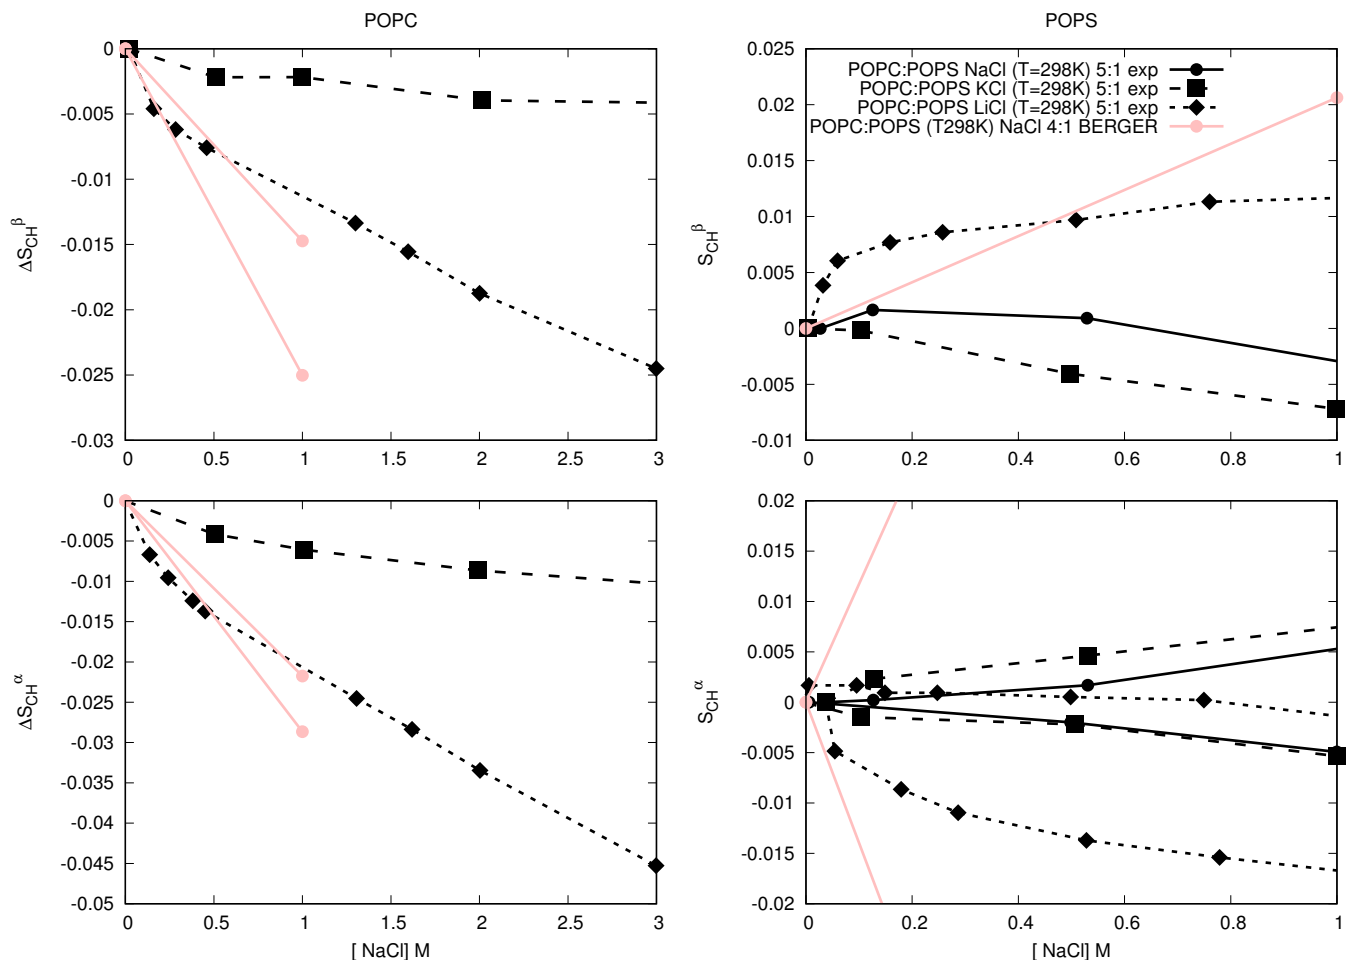 POPC
POPS
0
-0.005
-0.01
-0.015
-0.02
-0.025
-0.03
ΔS_CH^β
0 0.5 1 1.5 2 2.5 3
0.025
0.02
0.015
0.01
0.005
0
-0.005
-0.01
S_CH^β
POPC:POPS NaCl (T=298K) 5:1 exp
POPC:POPS KCl (T=298K) 5:1 exp
POPC:POPS LiCl (T=298K) 5:1 exp
POPC:POPS (T298K) NaCl 4:1 BERGER
0 0.2 0.4 0.6 0.8 1
0
-0.005
-0.01
-0.015
-0.02
-0.025
-0.03
-0.035
-0.04
-0.045
-0.05
ΔS_CH^α
0 0.5 1 1.5 2 2.5 3
[ NaCl] M
0.02
0.015
0.01
0.005
0
-0.005
-0.01
-0.015
-0.02
S_CH^α
0 0.2 0.4 0.6 0.8 1
[ NaCl] M